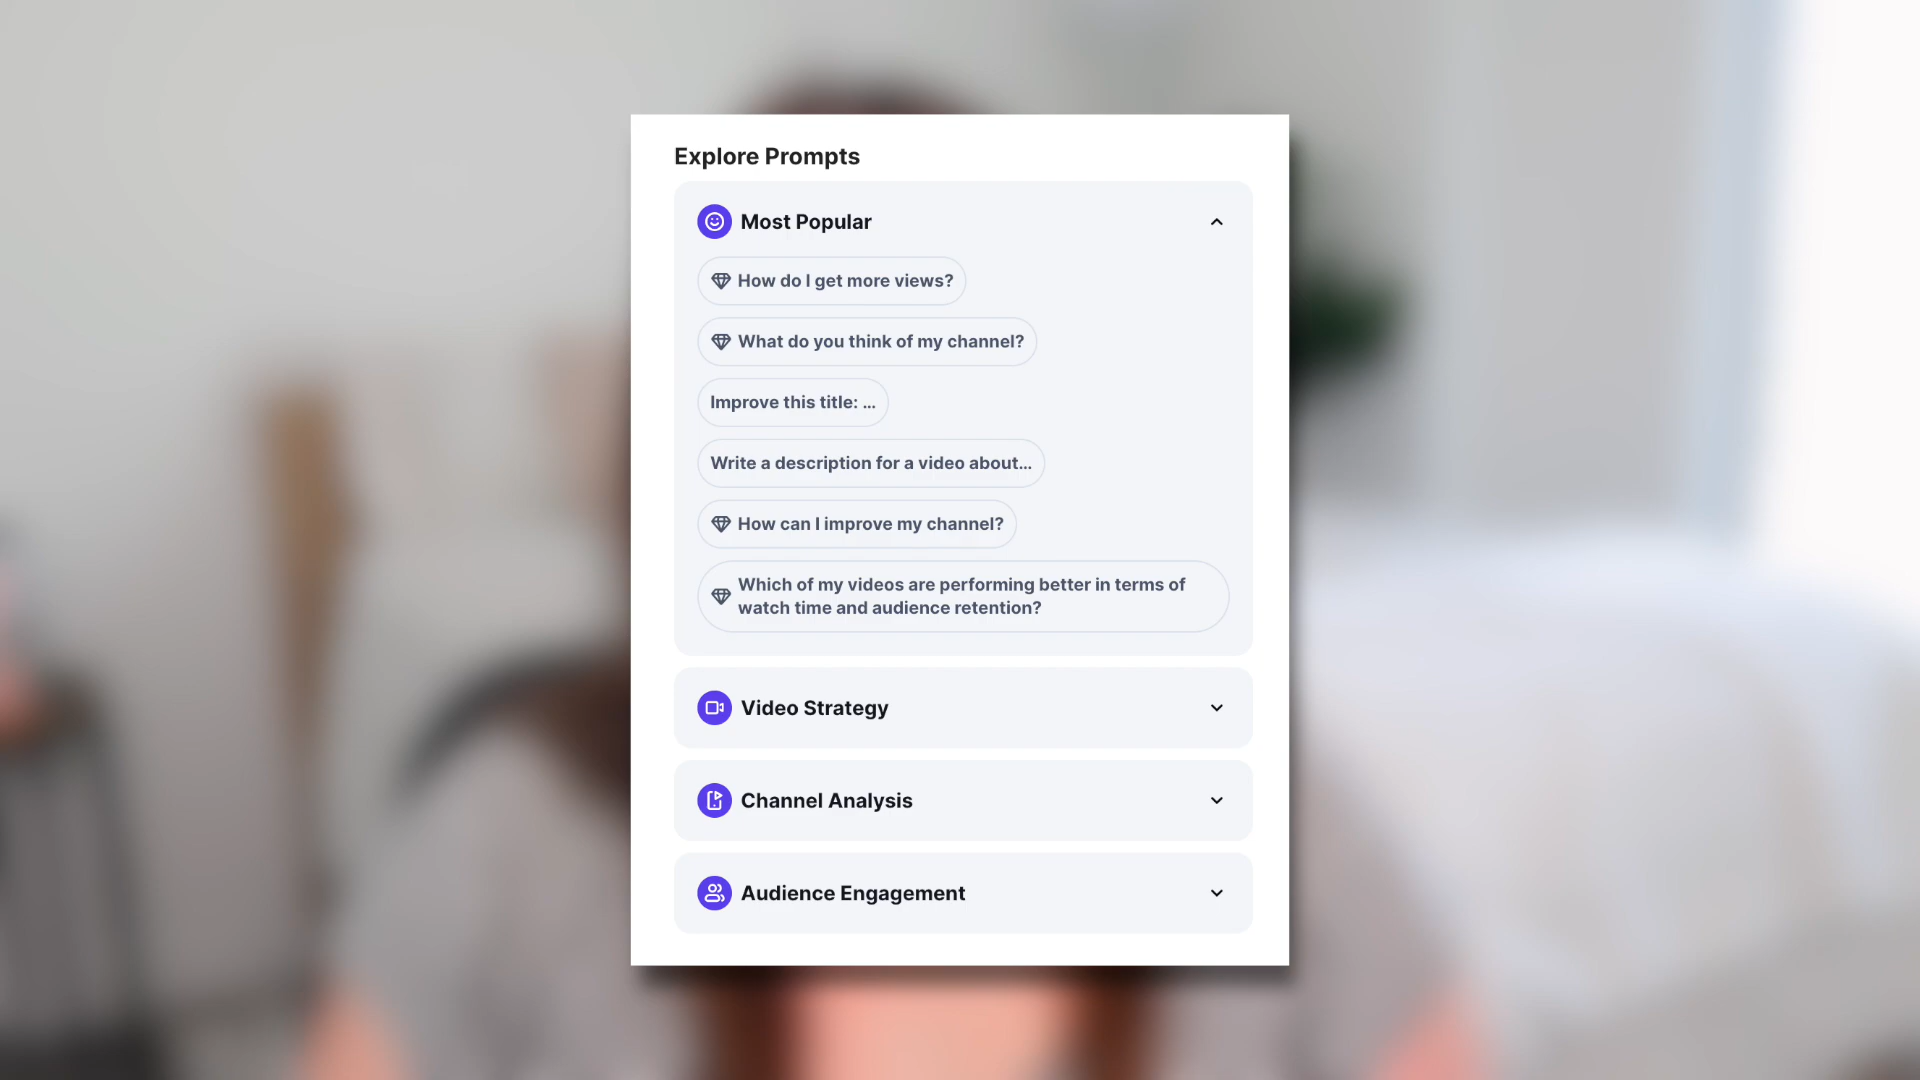 Explore Prompts
Most Popular
How do I get more views?
What do you think of my channel?
Improve this title: ...
Write a description for a video about...
How can I improve my channel?
Which of my videos are performing better in terms of
watch time and audience retention?
Video Strategy
Channel Analysis
Audience Engagement